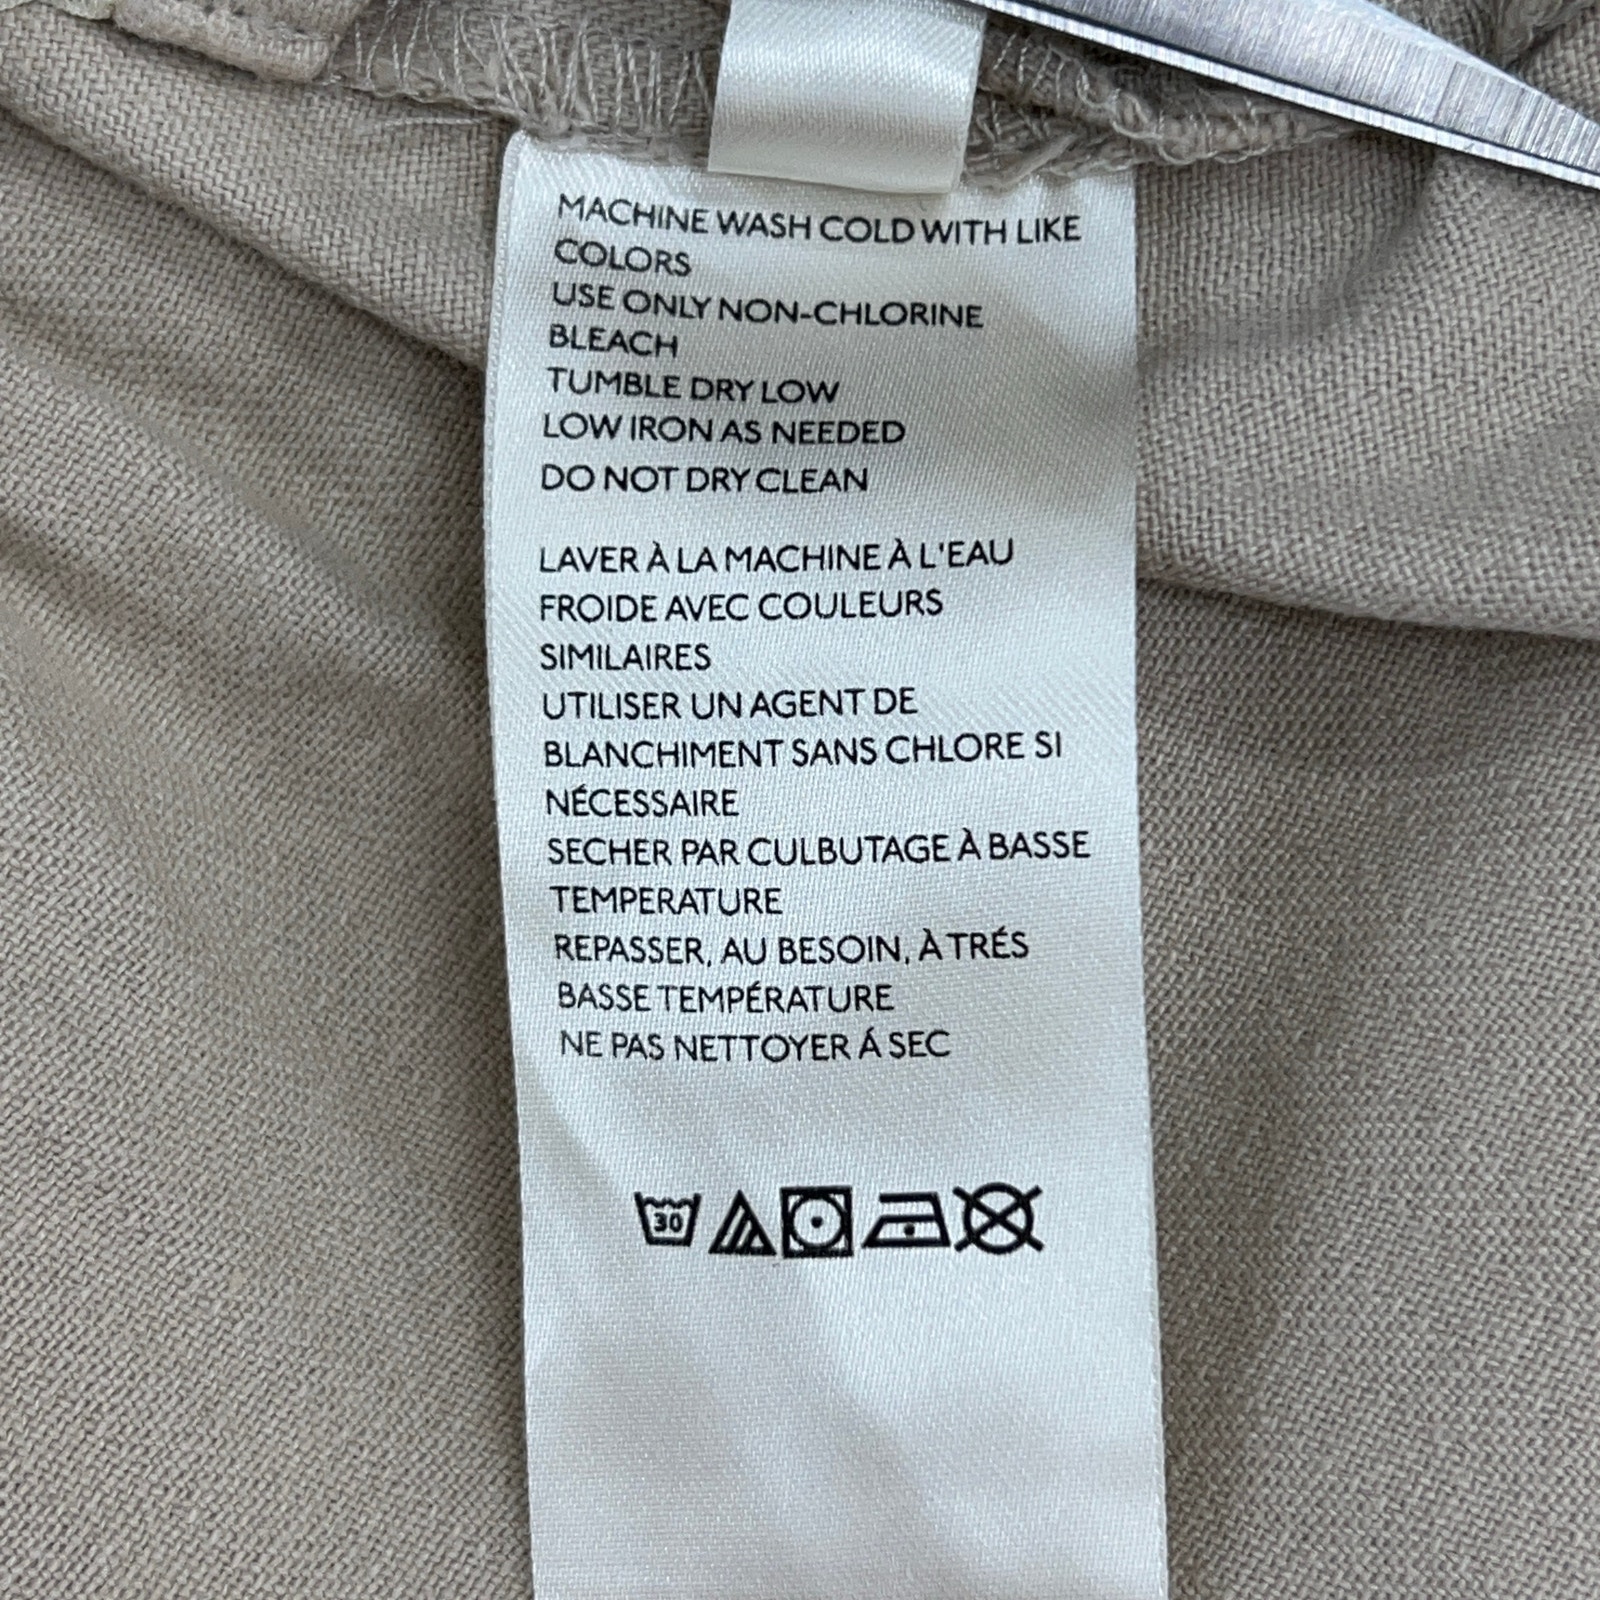 MACHINE WASH COLD WITH LIKE
COLORS
USE ONLY NON-CHLORINE
BLEACH
TUMBLE DRY LOW
LOW IRON AS NEEDED
DO NOT DRY CLEAN
LAVER À LA MACHINE À L'EAU
FROIDE AVEC COULEURS
SIMILAIRES
UTILISER UN AGENT DE
BLANCHIMENT SANS CHLORE SI
NÉCESSAIRE
SECHER PAR CULBUTAGE À BASSE
TEMPERATURE
REPASSER, AU BESOIN, À TRÉS
BASSE TEMPÉRATURE
NE PAS NETTOYER Á SEC
30